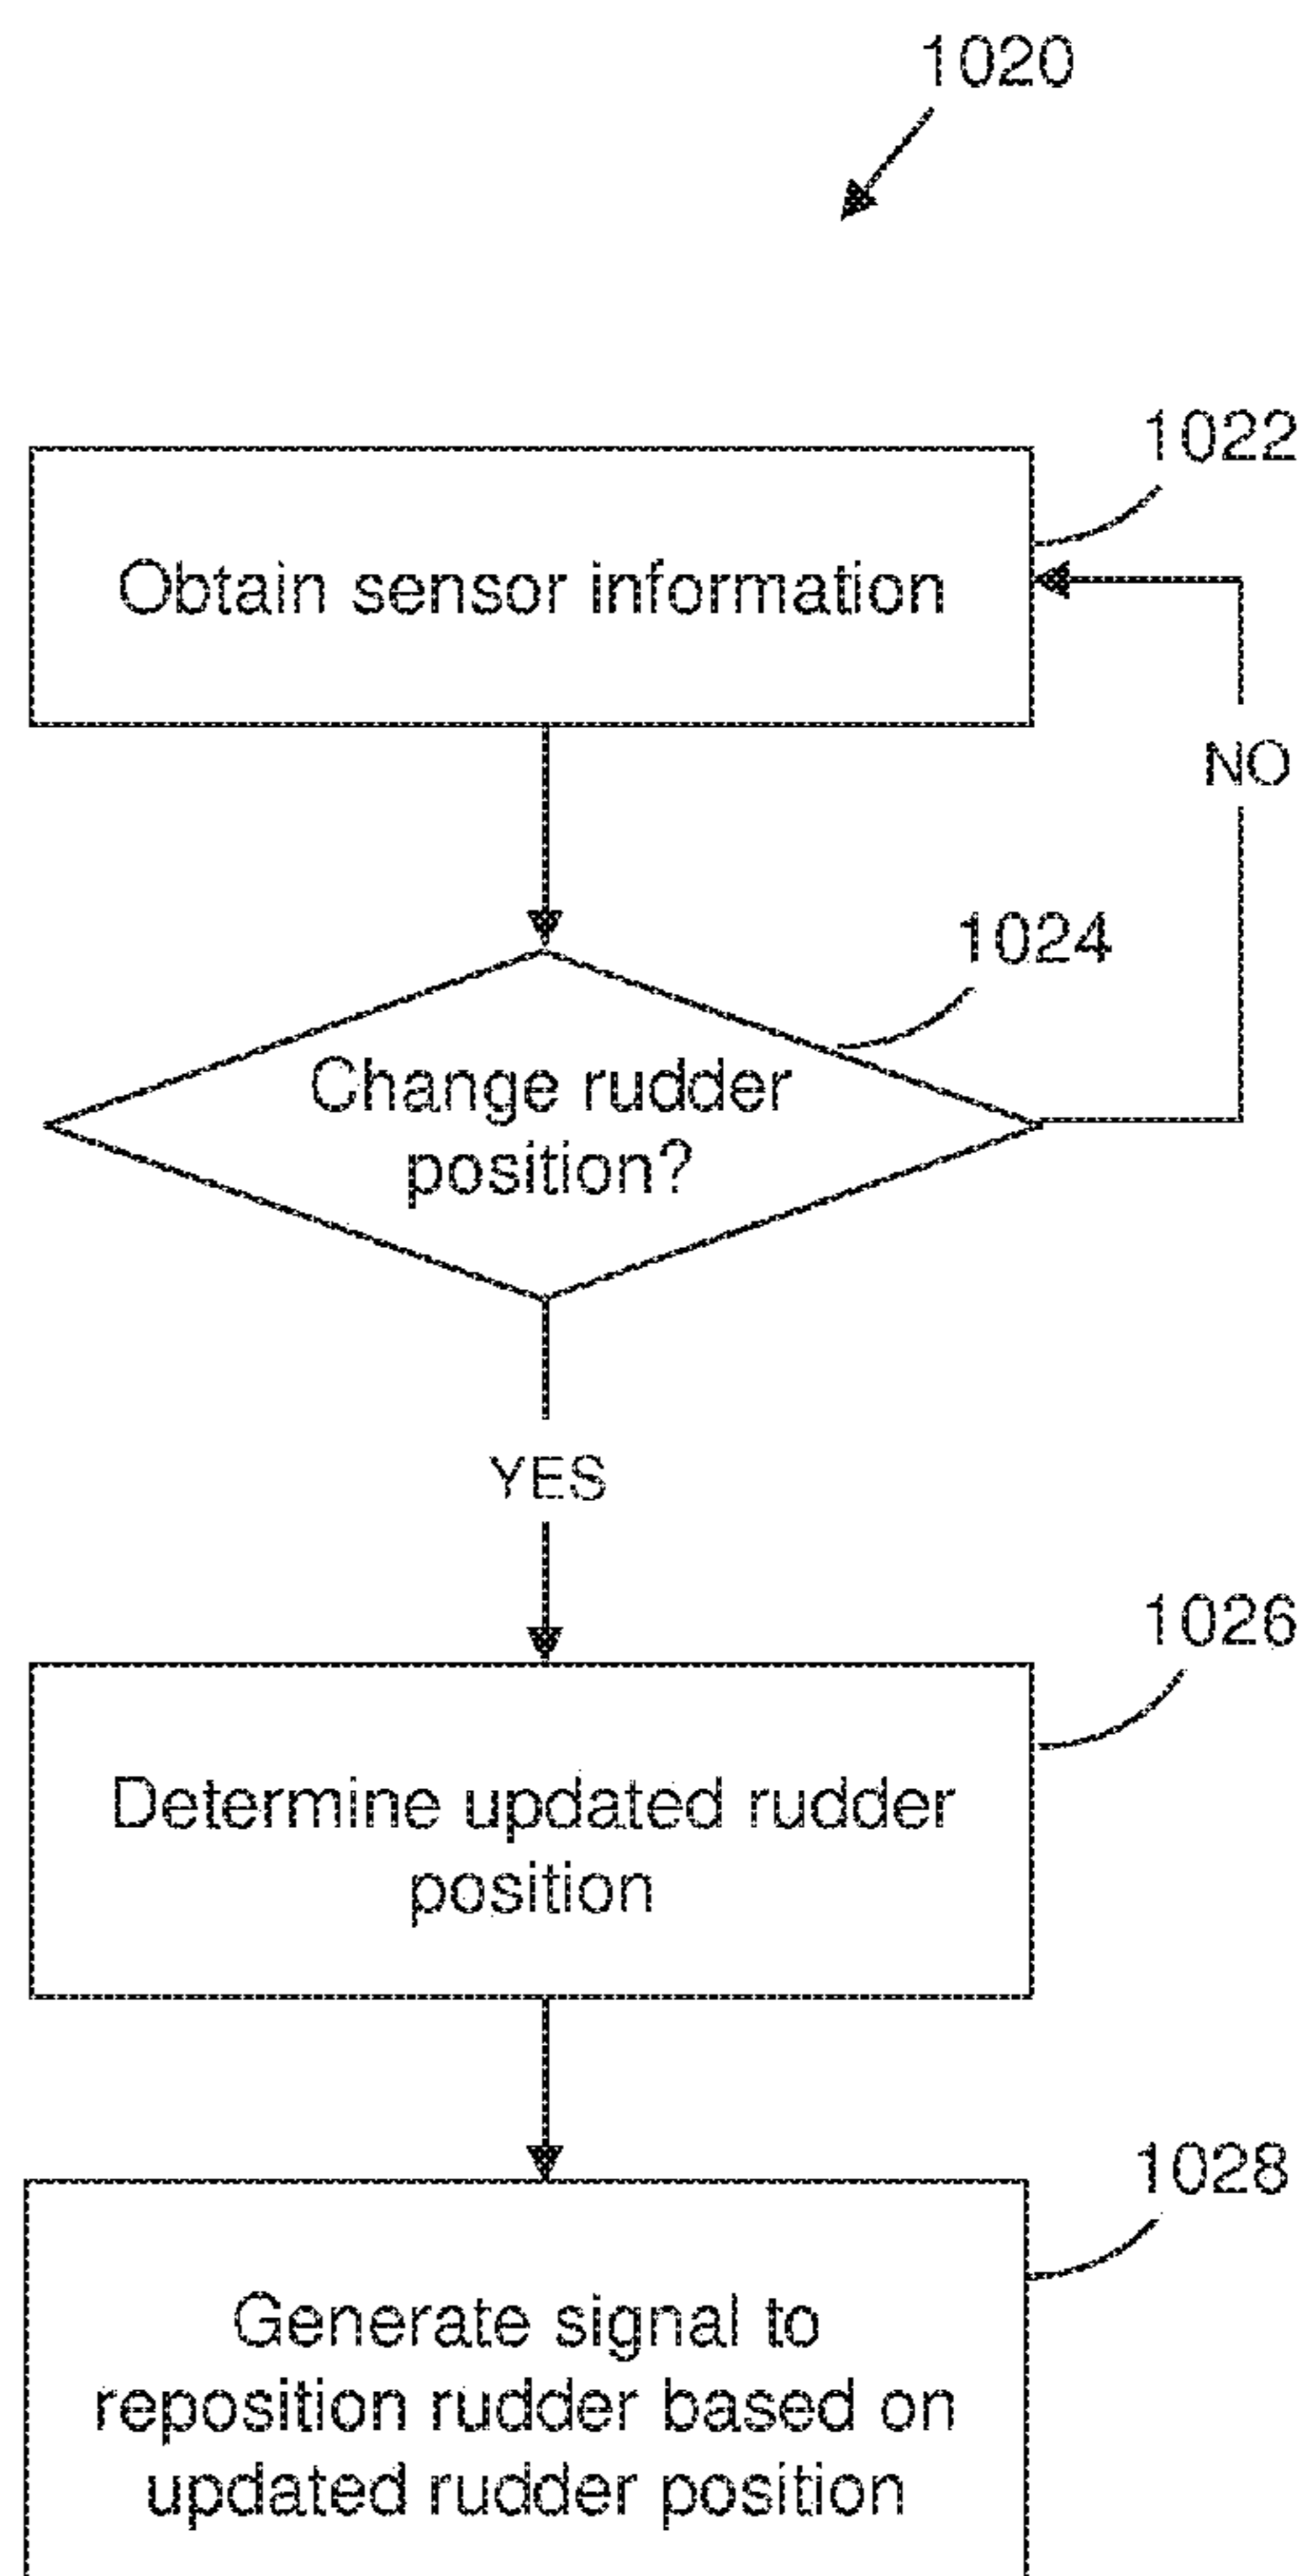 1020
1022
Obtain sensor information
NO
1024
Change rudder
position?
YES
1026
Determine updated rudder
position
1028
Generate signal to
reposition rudder based on
updated rudder position